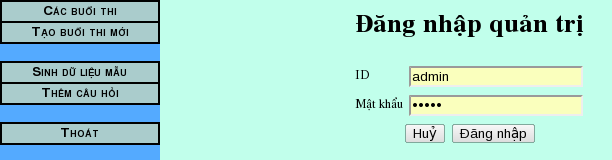 CÁC BUỔI THI
TẠO BUỔI THI MỚI
SINH DỮ LIỆU MẪU
THÊM CÂU HỎI
THOÁT
Đăng nhập quản trị
ID admin
Mật khẩu •••••
Huỷ Đăng nhập